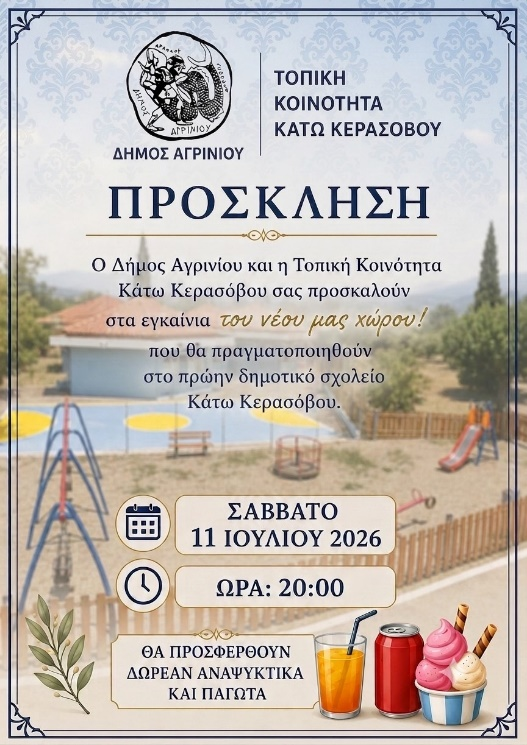 ΔΗΜΟΣ
ΑΓΡΙΝΙΟΥ
ΔΗΜΟΣ ΑΓΡΙΝΙΟΥ
ΤΟΠΙΚΗ
ΚΟΙΝΟΤΗΤΑ
ΚΑΤΩ ΚΕΡΑΣΟΒΟΥ
ΠΡΟΣΚΛΗΣΗ
Ο Δήμος Αγρινίου και η Τοπική Κοινότητα
Κάτω Κερασόβου σας προσκαλούν
στα εγκαίνια του νέου μας χώρου!
που θα πραγματοποιηθούν
στο πρώην δημοτικό σχολείο
Κάτω Κερασόβου.
ΣΑΒΒΑΤΟ
11 ΙΟΥΛΙΟΥ 2026
ΩΡΑ: 20:00
ΘΑ ΠΡΟΣΦΕΡΘΟΥΝ
ΔΩΡΕΑΝ ΑΝΑΨΥΚΤΙΚΑ
ΚΑΙ ΠΑΓΩΤΑ